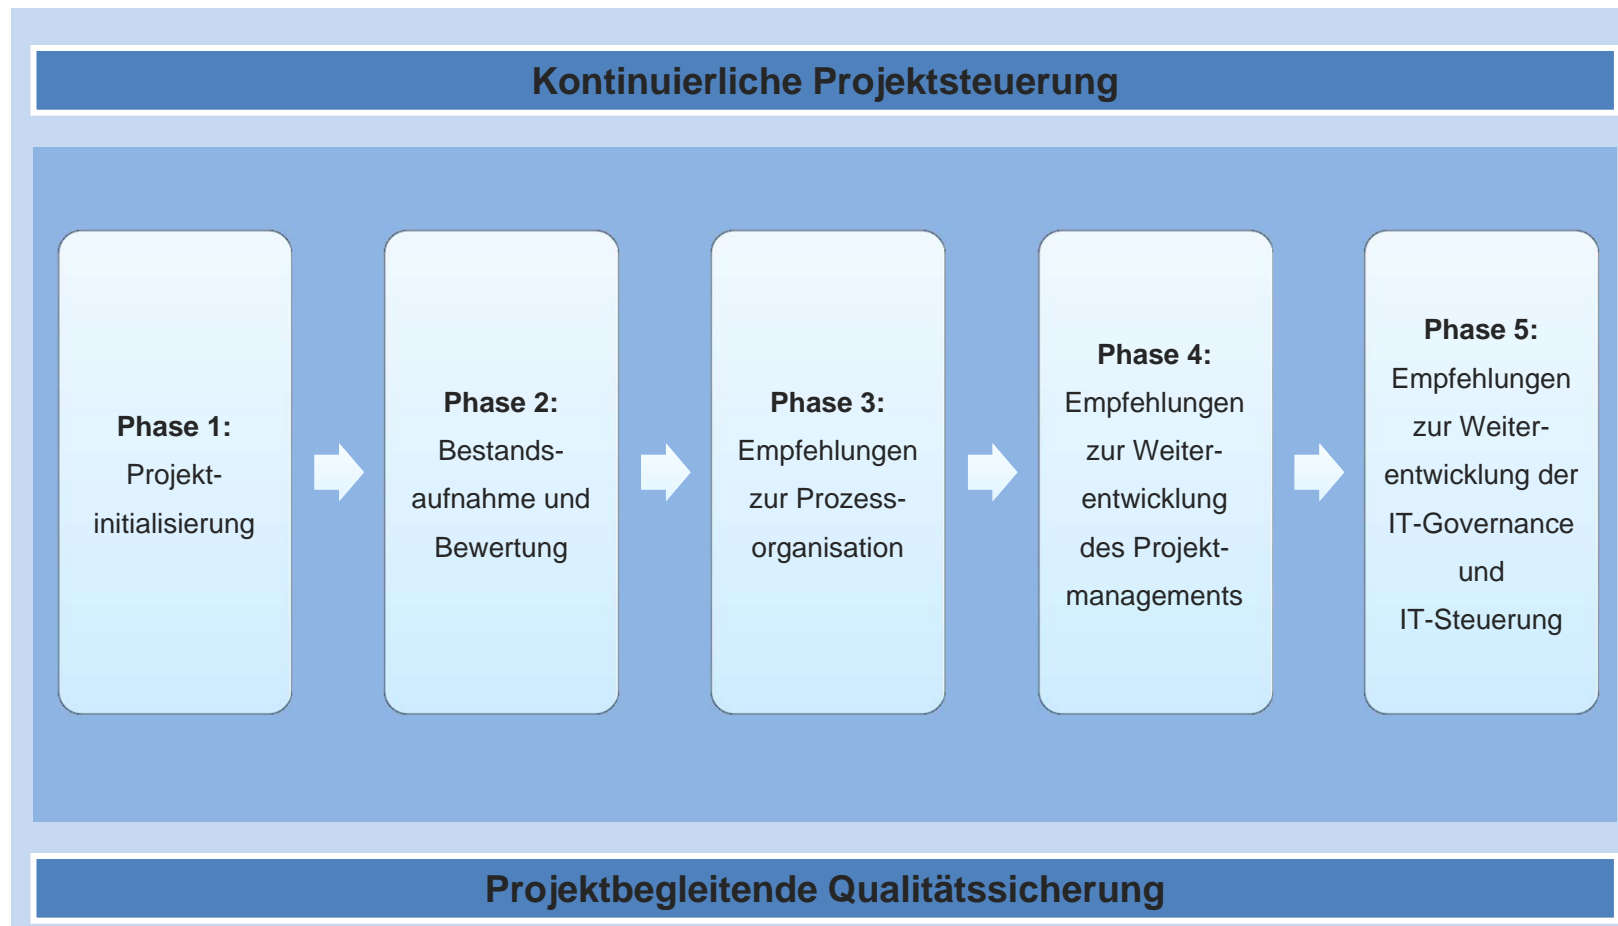 Kontinuierliche Projektsteuerung
Phase 1:
Projekt-
initialisierung
Phase 2:
Bestands-
aufnahme und
Bewertung
Phase 3:
Empfehlungen
zur Prozess-
organisation
Phase 4:
Empfehlungen
zur Weiter-
entwicklung
des Projekt-
managements
Phase 5:
Empfehlungen
zur Weiter-
entwicklung der
IT-Governance
und
IT-Steuerung
Projektbegleitende Qualitätssicherung